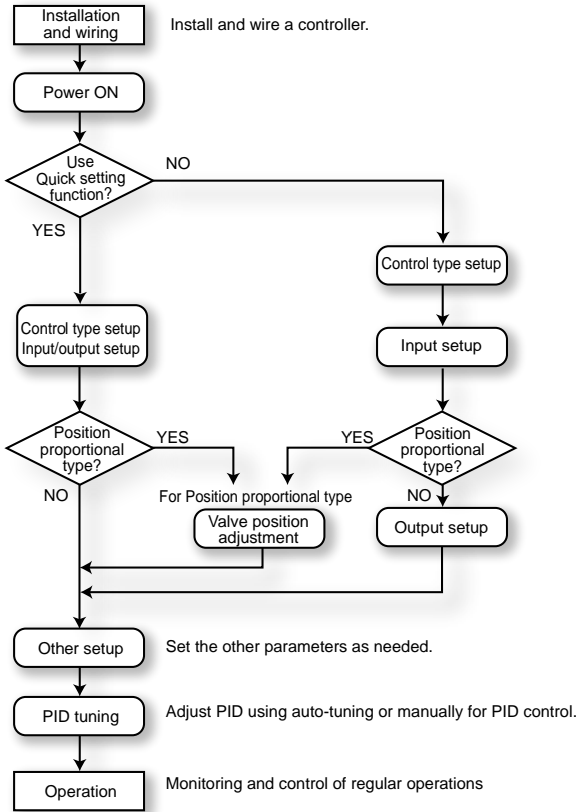 Installation
and wiring
Install and wire a controller.
Power ON
Use
Quick setting
function?
NO
YES
Control type setup
Control type setup
Input/output setup
Input setup
Position
proportional
type?
YES
YES
Position
proportional
type?
NO
For Position proportional type
NO
Valve position
adjustment
Output setup
Other setup
Set the other parameters as needed.
PID tuning
Adjust PID using auto-tuning or manually for PID control.
Operation
Monitoring and control of regular operations